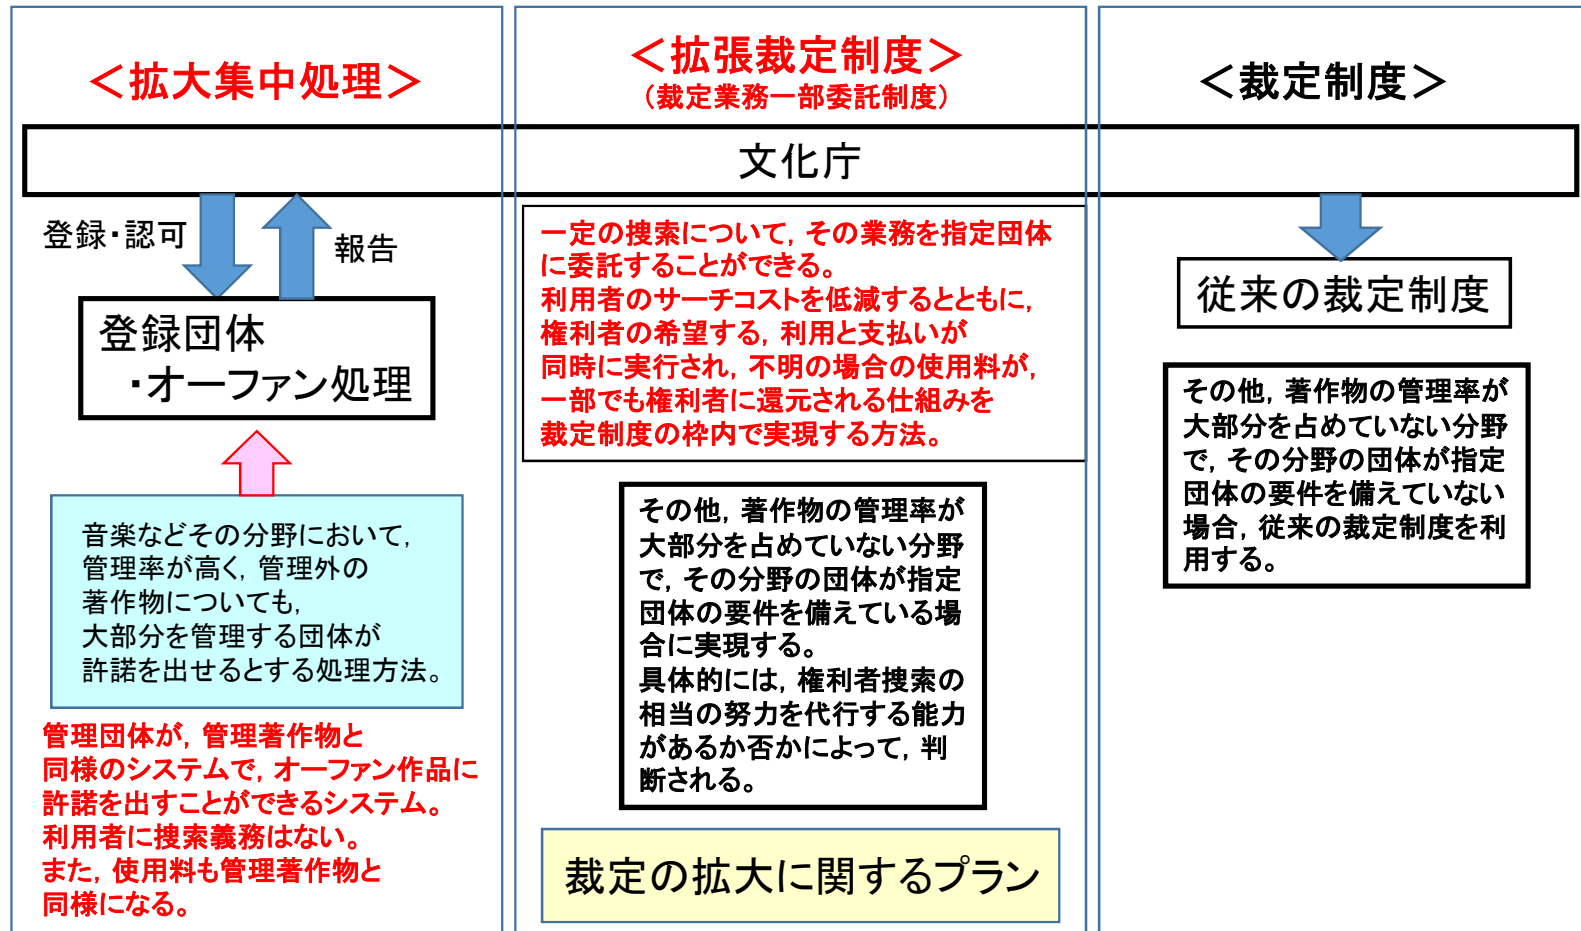 ＜拡大集中処理＞
＜拡張裁定制度＞
（裁定業務一部委託制度）
＜裁定制度＞
文化庁
登録・認可
報告
登録団体
・オーファン処理
音楽などその分野において，
管理率が高く，管理外の
著作物についても，
大部分を管理する団体が
許諾を出せるとする処理方法。
管理団体が，管理著作物と
同様のシステムで，オーファン作品に
許諾を出すことができるシステム。
利用者に捜索義務はない。
また，使用料も管理著作物と
同様になる。
一定の捜索について，その業務を指定団体
に委託することができる。
利用者のサーチコストを低減するとともに，
権利者の希望する，利用と支払いが
同時に実行され，不明の場合の使用料が，
一部でも権利者に還元される仕組みを
裁定制度の枠内で実現する方法。
その他，著作物の管理率が
大部分を占めていない分野
で，その分野の団体が指定
団体の要件を備えている場
合に実現する。
具体的には，権利者捜索の
相当の努力を代行する能力
があるか否かによって，判
断される。
裁定の拡大に関するプラン
従来の裁定制度
その他，著作物の管理率が
大部分を占めていない分野
で，その分野の団体が指定
団体の要件を備えていない
場合，従来の裁定制度を利
用する。